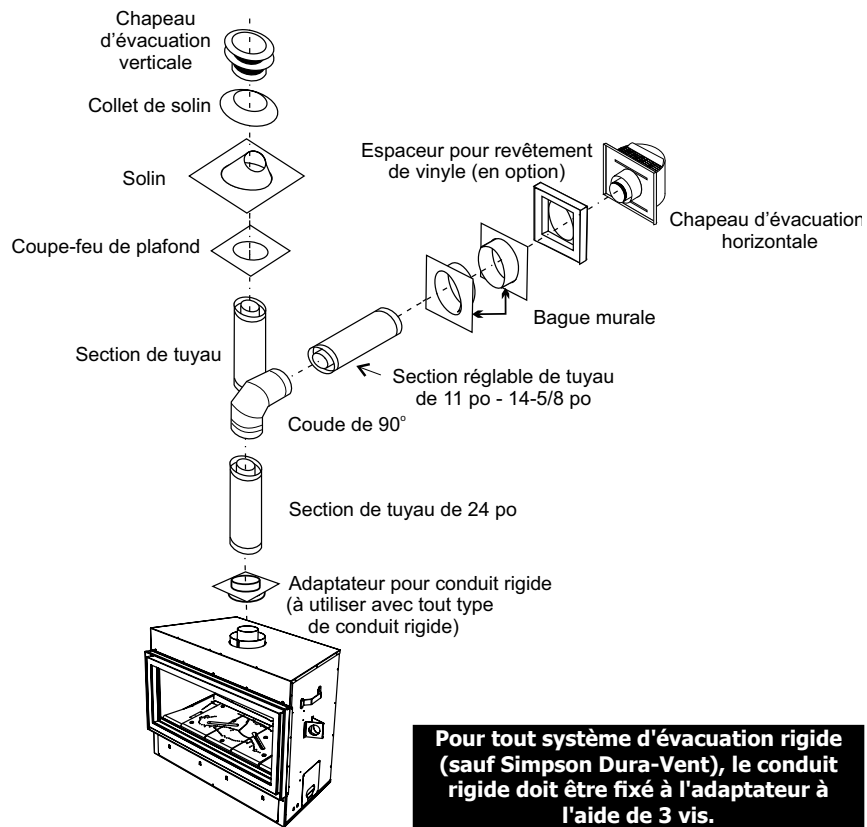 Chapeau
d'évacuation
verticale
Collet de solin
Solin
Coupe-feu de plafond
Section de tuyau
Espaceur pour revêtement
de vinyle (en option)
Chapeau d'évacuation
horizontale
Bague murale
Section réglable de tuyau
de 11 po - 14-5/8 po
Coude de 90°
Section de tuyau de 24 po
Adaptateur pour conduit rigide
(à utiliser avec tout type
de conduit rigide)
Pour tout système d'évacuation rigide
(sauf Simpson Dura-Vent), le conduit
rigide doit être fixé à l'adaptateur à
l'aide de 3 vis.